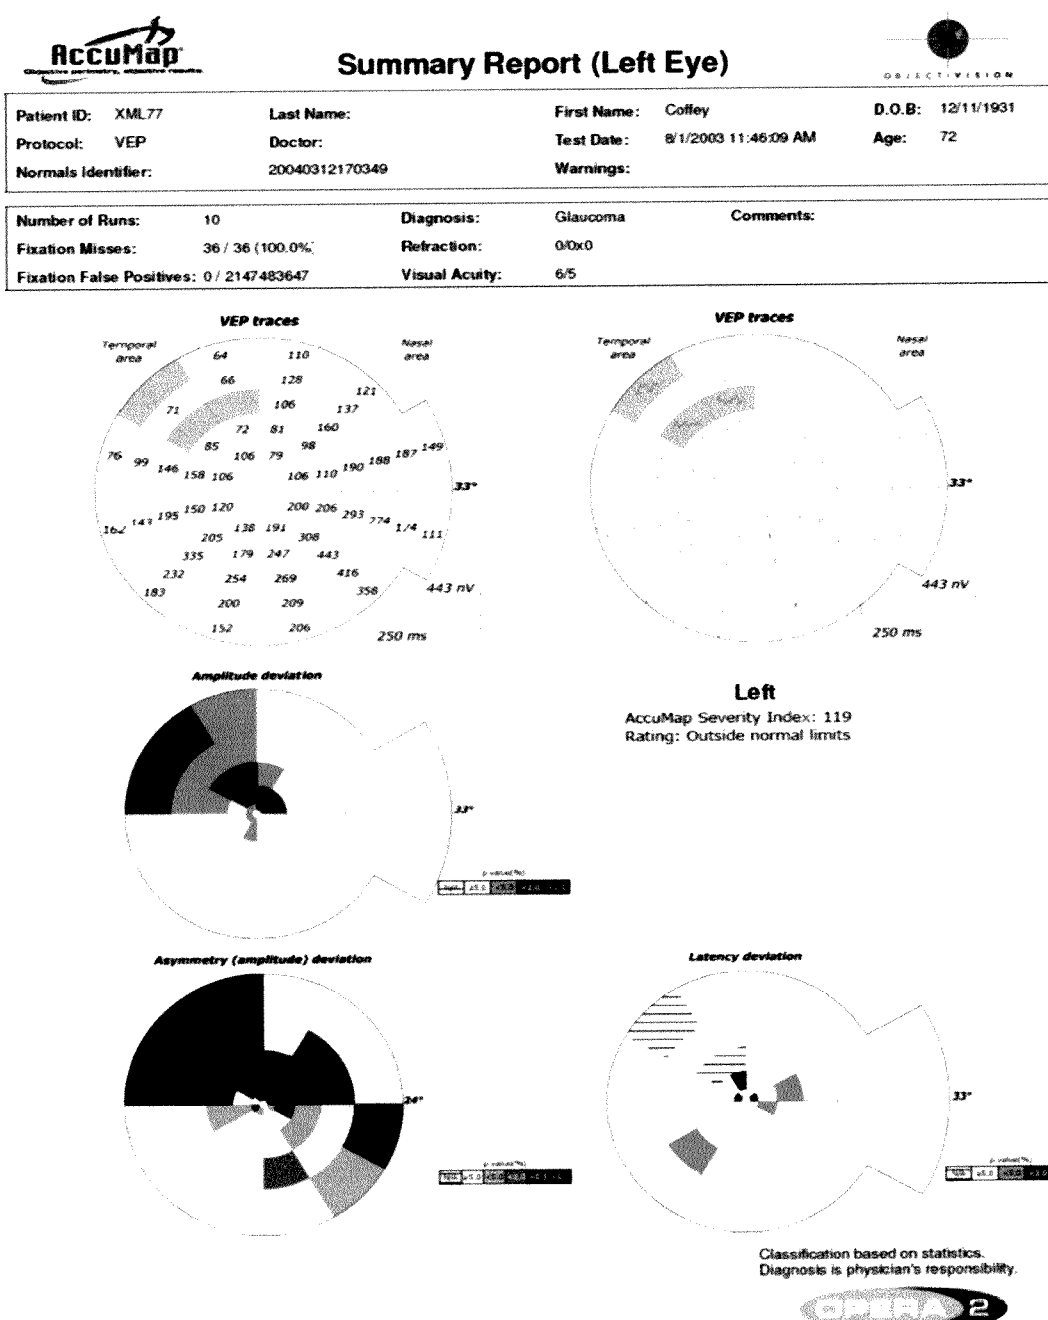 AccuMap
Objective perimetry, objective results.
Summary Report (Left Eye)
OBJECTIVISION
Patient ID: XML77 Last Name: First Name: Coffey D.O.B: 12/11/1931
Protocol: VEP Doctor: Test Date: 8/1/2003 11:46:09 AM Age: 72
Normals Identifier: 20040312170349 Warnings:
Number of Runs: 10 Diagnosis: Glaucoma Comments:
Fixation Misses: 36 / 36 (100.0%) Refraction: 0/0x0
Fixation False Positives: 0 / 2147483647 Visual Acuity: 6/5
VEP traces
Temporal area
Nasal area
64 110
66 128 121
71 106 137
72 81 160
85 106 79 98
76 99 146 158 106 106 110 190 188 187 149
33°
162 143 195 150 120 200 206 293 274 174 111
205 138 191 308
335 179 247 443
232 254 269 416
183 200 209 358
152 206
443 nV
250 ms
VEP traces
Temporal area
Nasal area
33°
443 nV
250 ms
Amplitude deviation
33°
p value(%)
Left
AccuMap Severity Index: 119
Rating: Outside normal limits
Asymmetry (amplitude) deviation
24°
p value(%)
Latency deviation
33°
p value(%)
Classification based on statistics.
Diagnosis is physician's responsibility.
OPERA 2